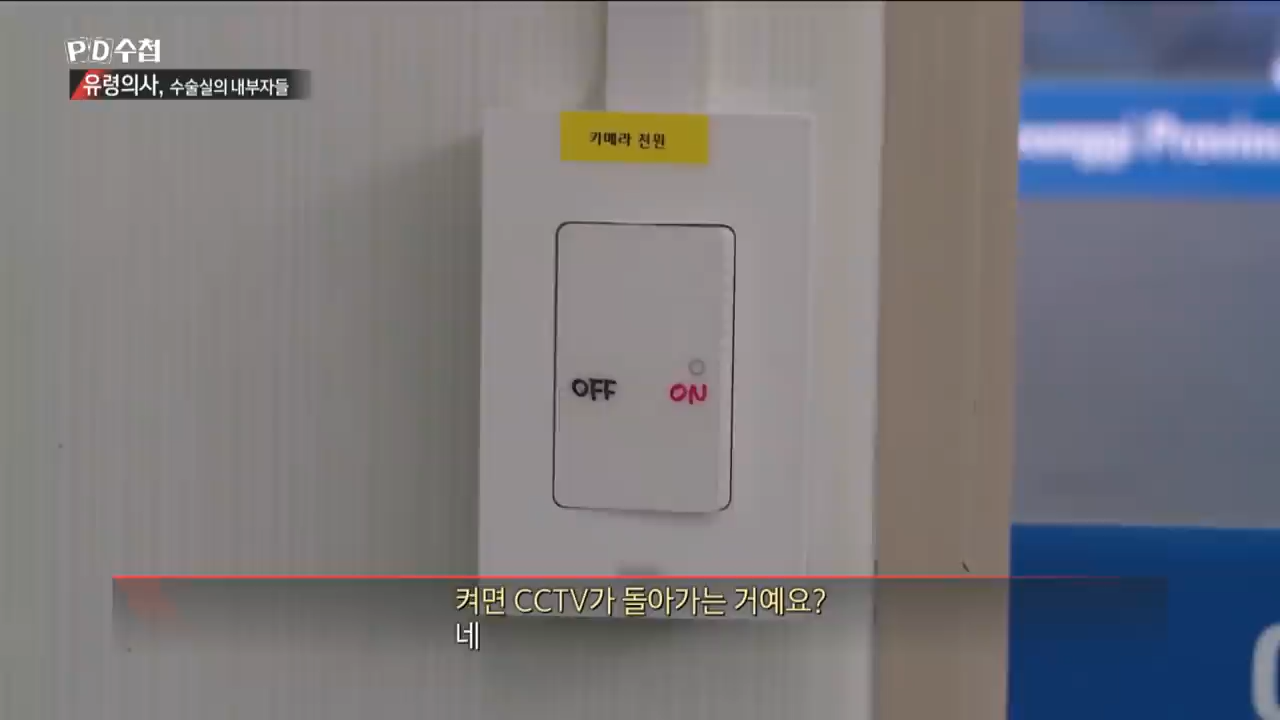 PD수첩
유령의사, 수술실의 내부자들
카메라 전원
OFF ON
켜면 CCTV가 돌아가는 거예요?
네